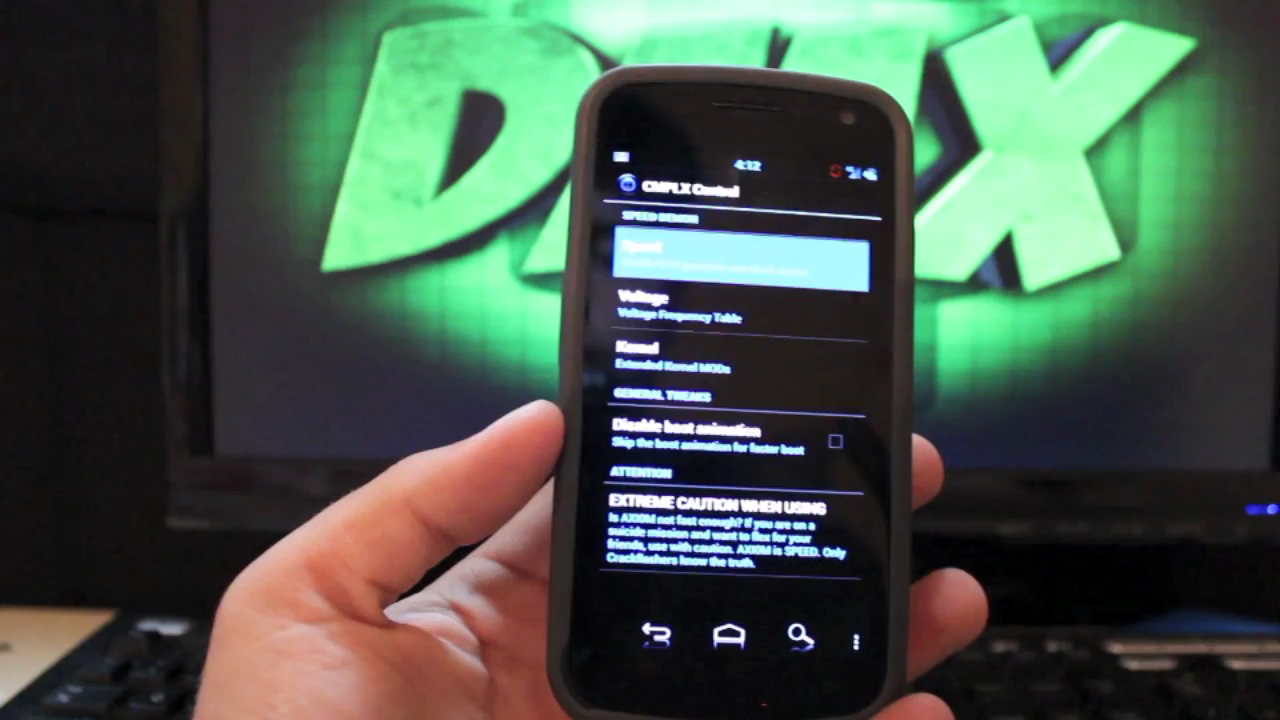 4:12
CMPLX Control
SPEED DEMON
Speed
Voltage
Voltage Frequency Table
Kernel
Extended Kernel MODs
GENERAL TWEAKS
Disable boot animation
Skip the boot animation for faster boot
ATTENTION
EXTREME CAUTION WHEN USING
Is AXIOM not fast enough? If you are on a
suicide mission and want to flex for your
friends, use with caution. AXIOM is SPEED. Only
Crackflashers know the truth.